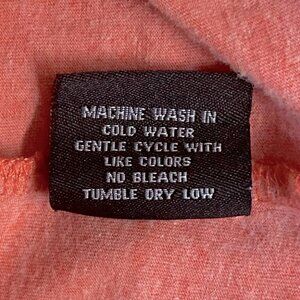 MACHINE WASH IN
COLD WATER
GENTLE CYCLE WITH
LIKE COLORS
NO BLEACH
TUMBLE DRY LOW